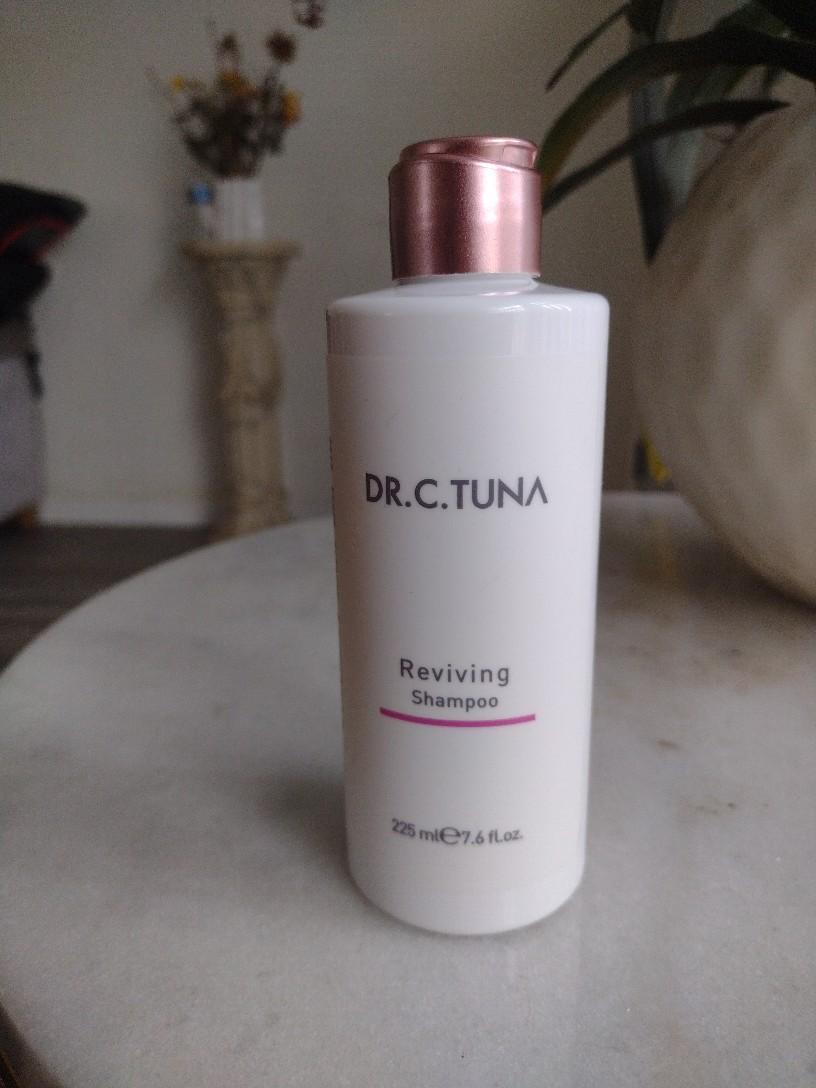 DR.C.TUNA
Reviving
Shampoo
225 ml℮7.6 fl.oz.